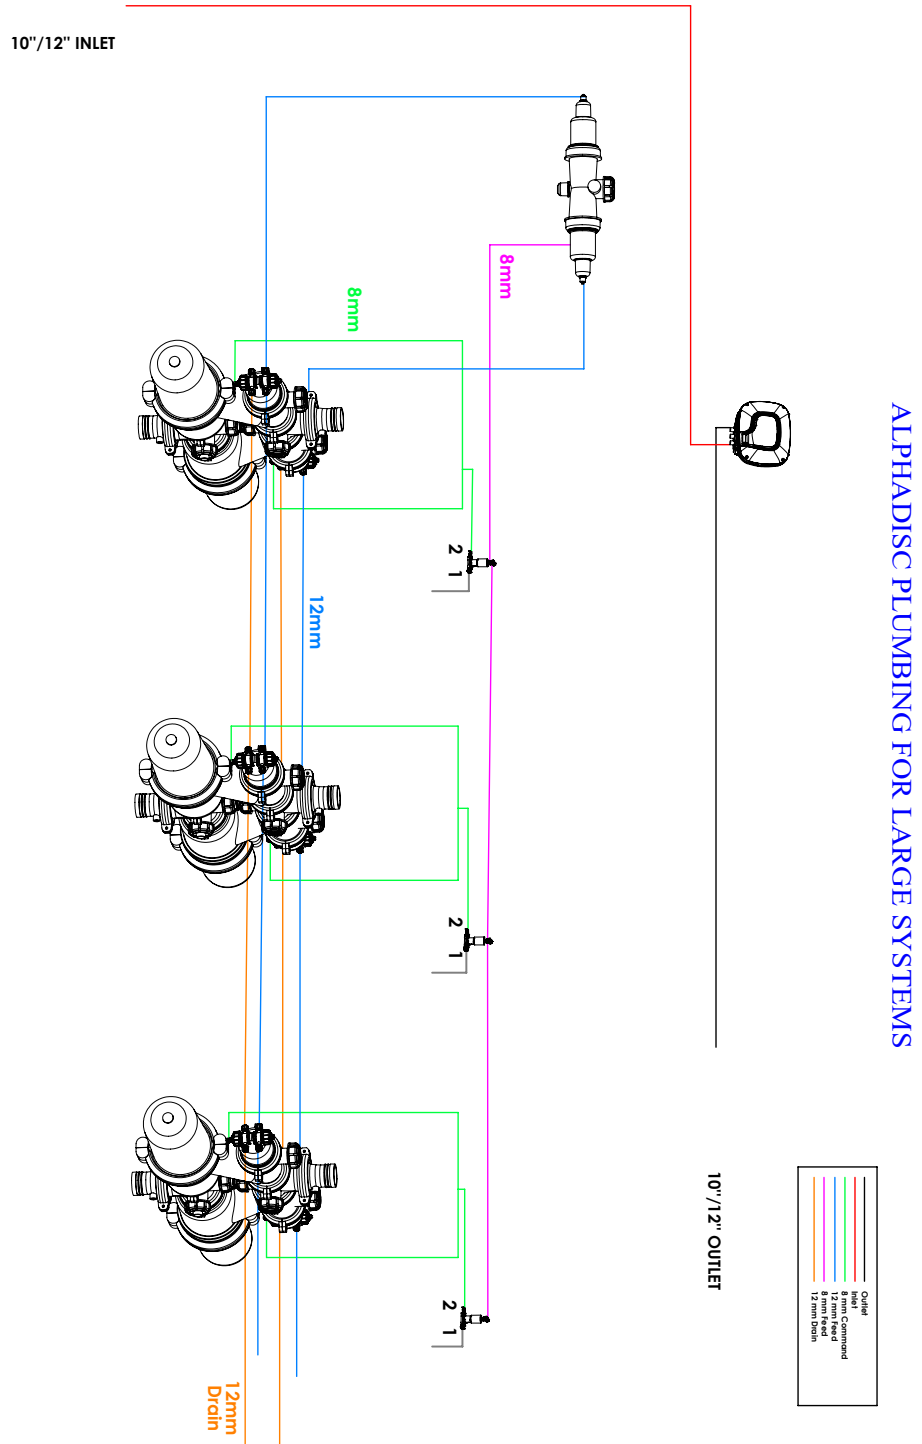 ALPHADISC PLUMBING FOR LARGE SYSTEMS
10"/12" INLET
8mm
8mm
2
1
12mm
2
1
2
1
12mm
Drain
10"/12" OUTLET
Outlet
Inlet
8 mm Command
12 mm Feed
8 mm Feed
12 mm Drain